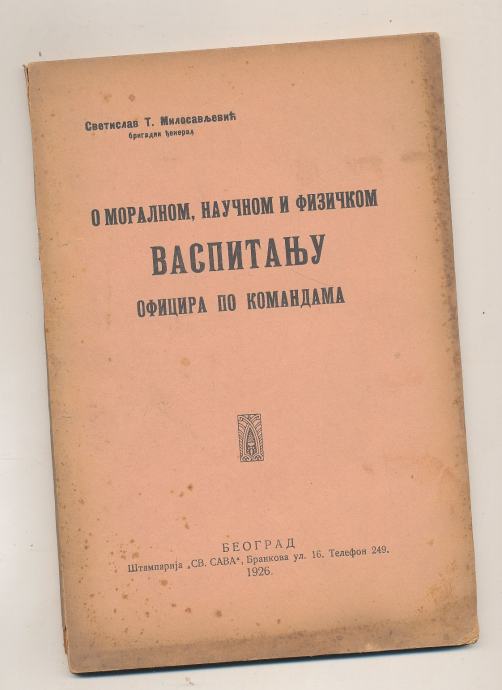 Светислав Т. Милосављевић
бригадни ђенерал
О МОРАЛНОМ, НАУЧНОМ И ФИЗИЧКОМ
ВАСПИТАЊУ
ОФИЦИРА ПО КОМАНДАМА
БЕОГРАД
Штампарија „СВ. САВА“, Бранкова ул. 16. Телефон 249.
1926.